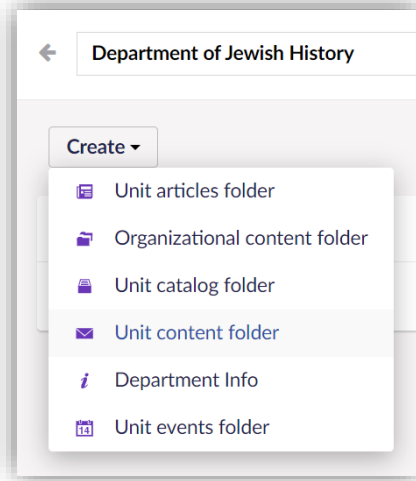 Department of Jewish History
Create
Unit articles folder
Organizational content folder
Unit catalog folder
Unit content folder
Department Info
14 Unit events folder